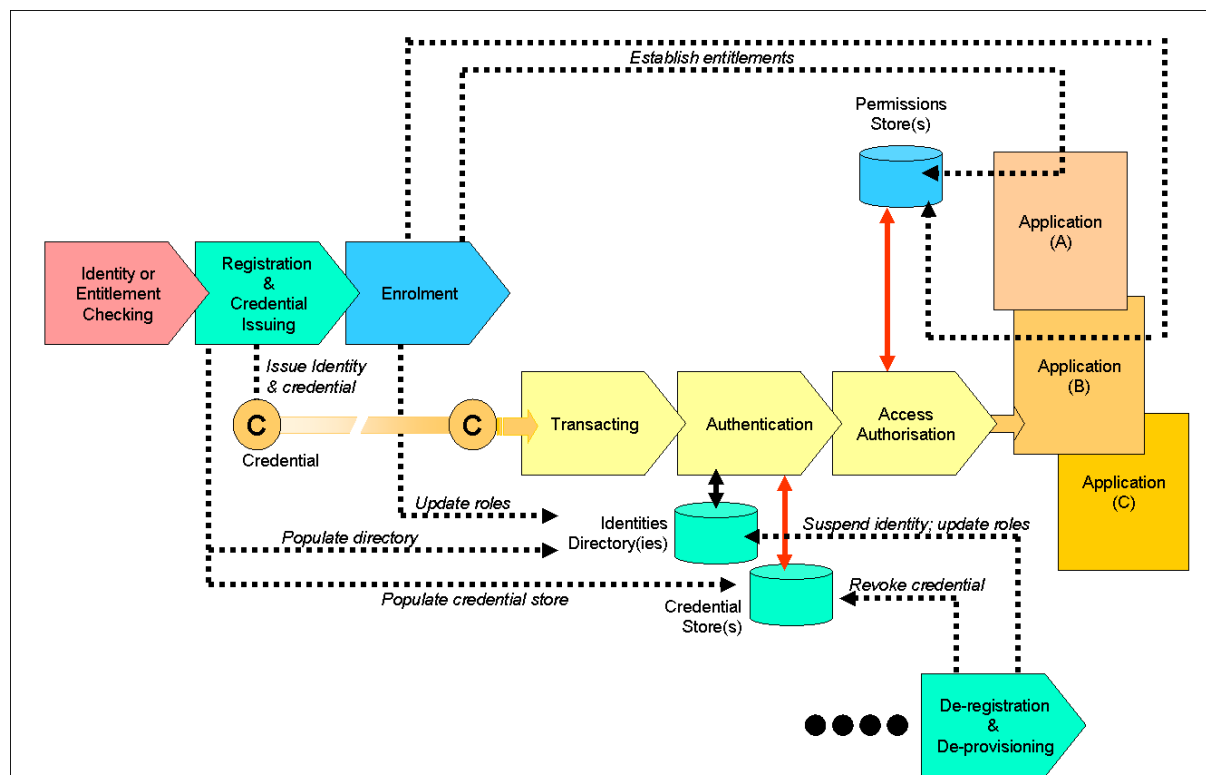 Establish entitlements
Permissions
Store(s)
Application
(A)
Identity or
Entitlement
Checking
Registration
&
Credential
Issuing
Enrolment
Issue Identity
& credential
Application
(B)
C
C
Credential
Transacting
Authentication
Access
Authorisation
Application
(C)
Update roles
Populate directory
Identities
Directory(ies)
Suspend identity; update roles
Populate credential store
Credential
Store(s)
Revoke credential
De-registration
&
De-provisioning